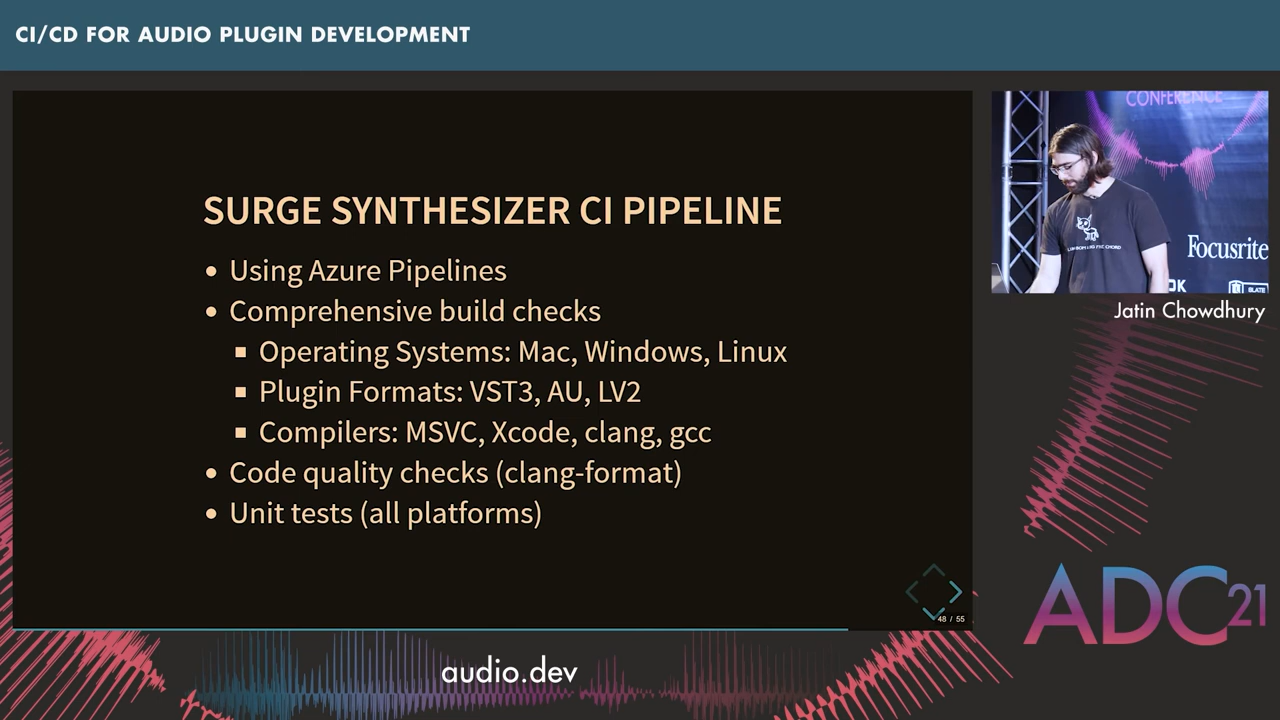 CI/CD FOR AUDIO PLUGIN DEVELOPMENT
CONFERENCE
SURGE SYNTHESIZER CI PIPELINE
Using Azure Pipelines
Comprehensive build checks
Operating Systems: Mac, Windows, Linux
Plugin Formats: VST3, AU, LV2
Compilers: MSVC, Xcode, clang, gcc
Code quality checks (clang-format)
Unit tests (all platforms)
48 / 55
Focusrite
SLATE
Jatin Chowdhury
ADC21
audio.dev